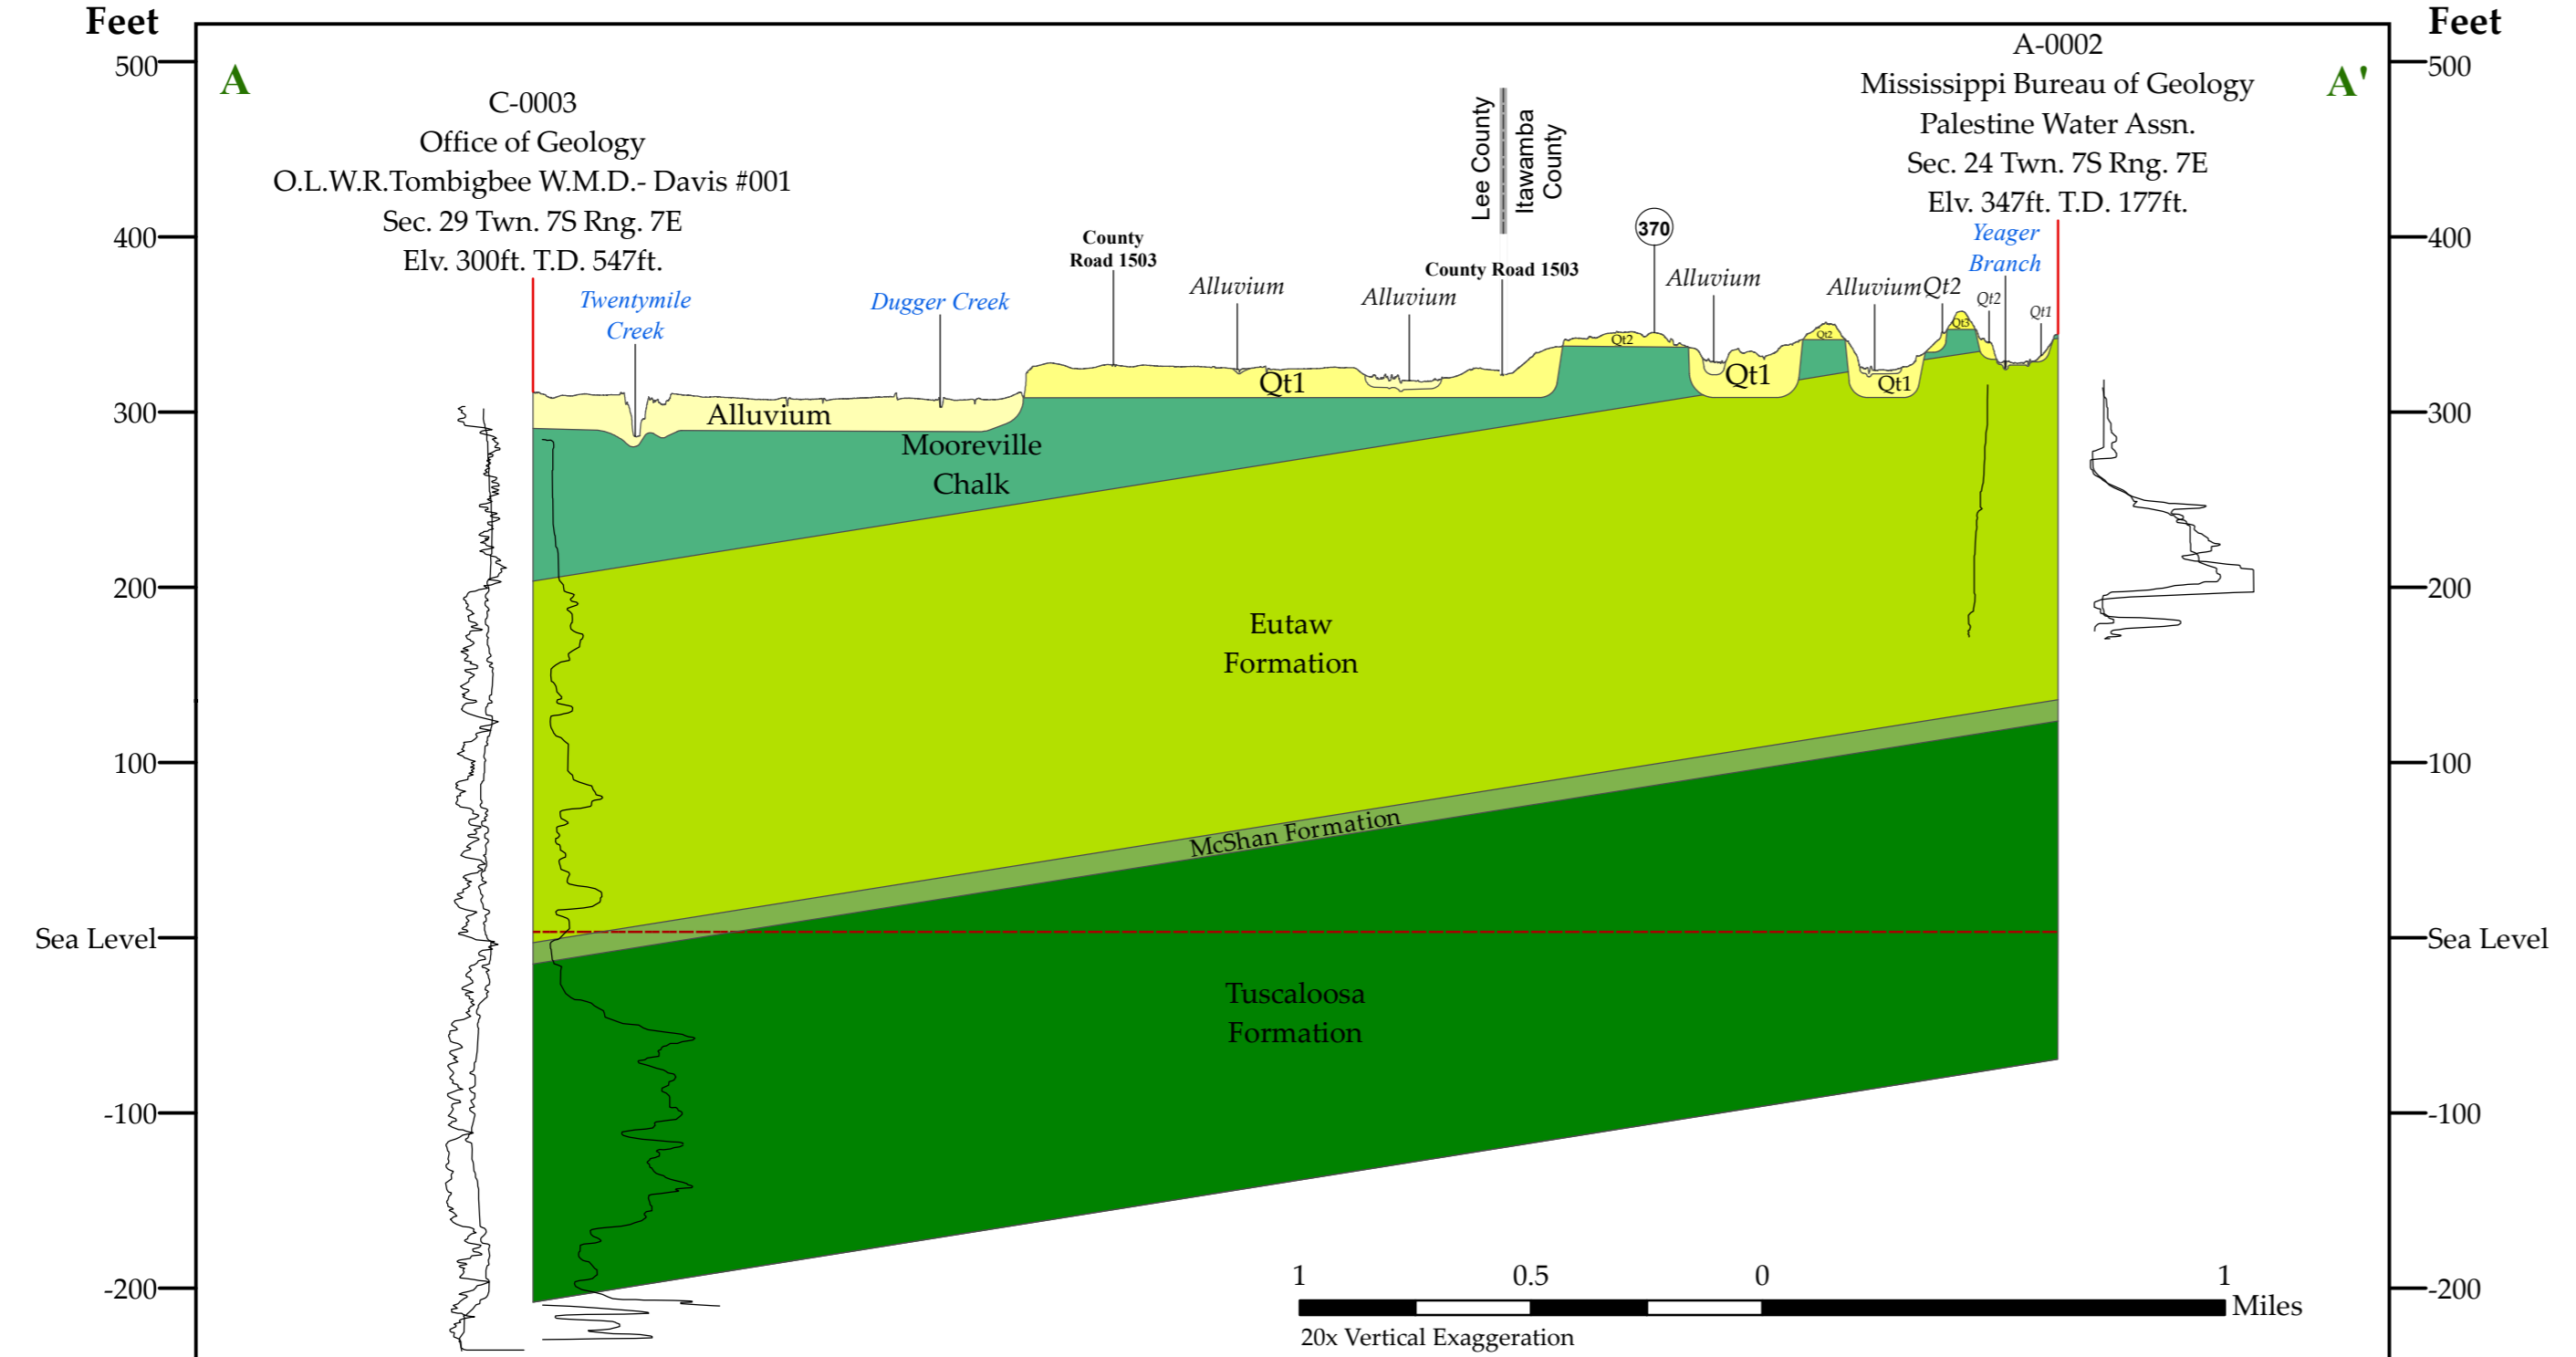 Feet
Feet
500
500
A
A'
C-0003
Office of Geology
O.L.W.R.Tombigbee W.M.D.- Davis #001
Sec. 29 Twn. 7S Rng. 7E
Elv. 300ft. T.D. 547ft.
A-0002
Mississippi Bureau of Geology
Palestine Water Assn.
Sec. 24 Twn. 7S Rng. 7E
Elv. 347ft. T.D. 177ft.
Lee County
Itawamba
County
400
400
Twentymile
Creek
Dugger Creek
County
Road 1503
Alluvium
Alluvium
County Road 1503
370
Alluvium
Alluvium
Qt2
Yeager
Branch
Qt2
Qt1
Qt2
Qt2
Qt3
300
300
Alluvium
Qt1
Qt1
Qt1
Mooreville
Chalk
200
200
Eutaw
Formation
100
100
McShan Formation
Sea Level
Sea Level
Tuscaloosa
Formation
-100
-100
-200
-200
1
0.5
0
1
Miles
20x Vertical Exaggeration